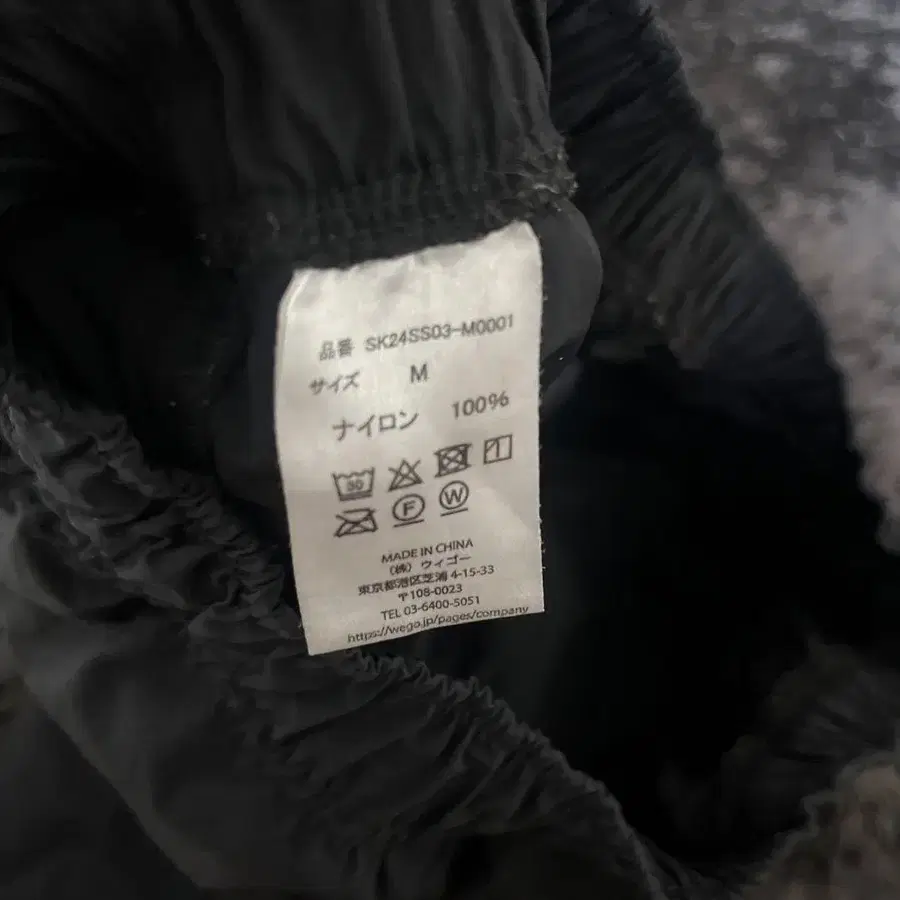 品番 SK24SS03-M0001
サイズ M
ナイロン 100%
30
F W
MADE IN CHINA
(株) ウィゴー
東京都港区芝浦 4-15-33
〒108-0023
TEL 03-6400-5051
https://wego.jp/pages/company